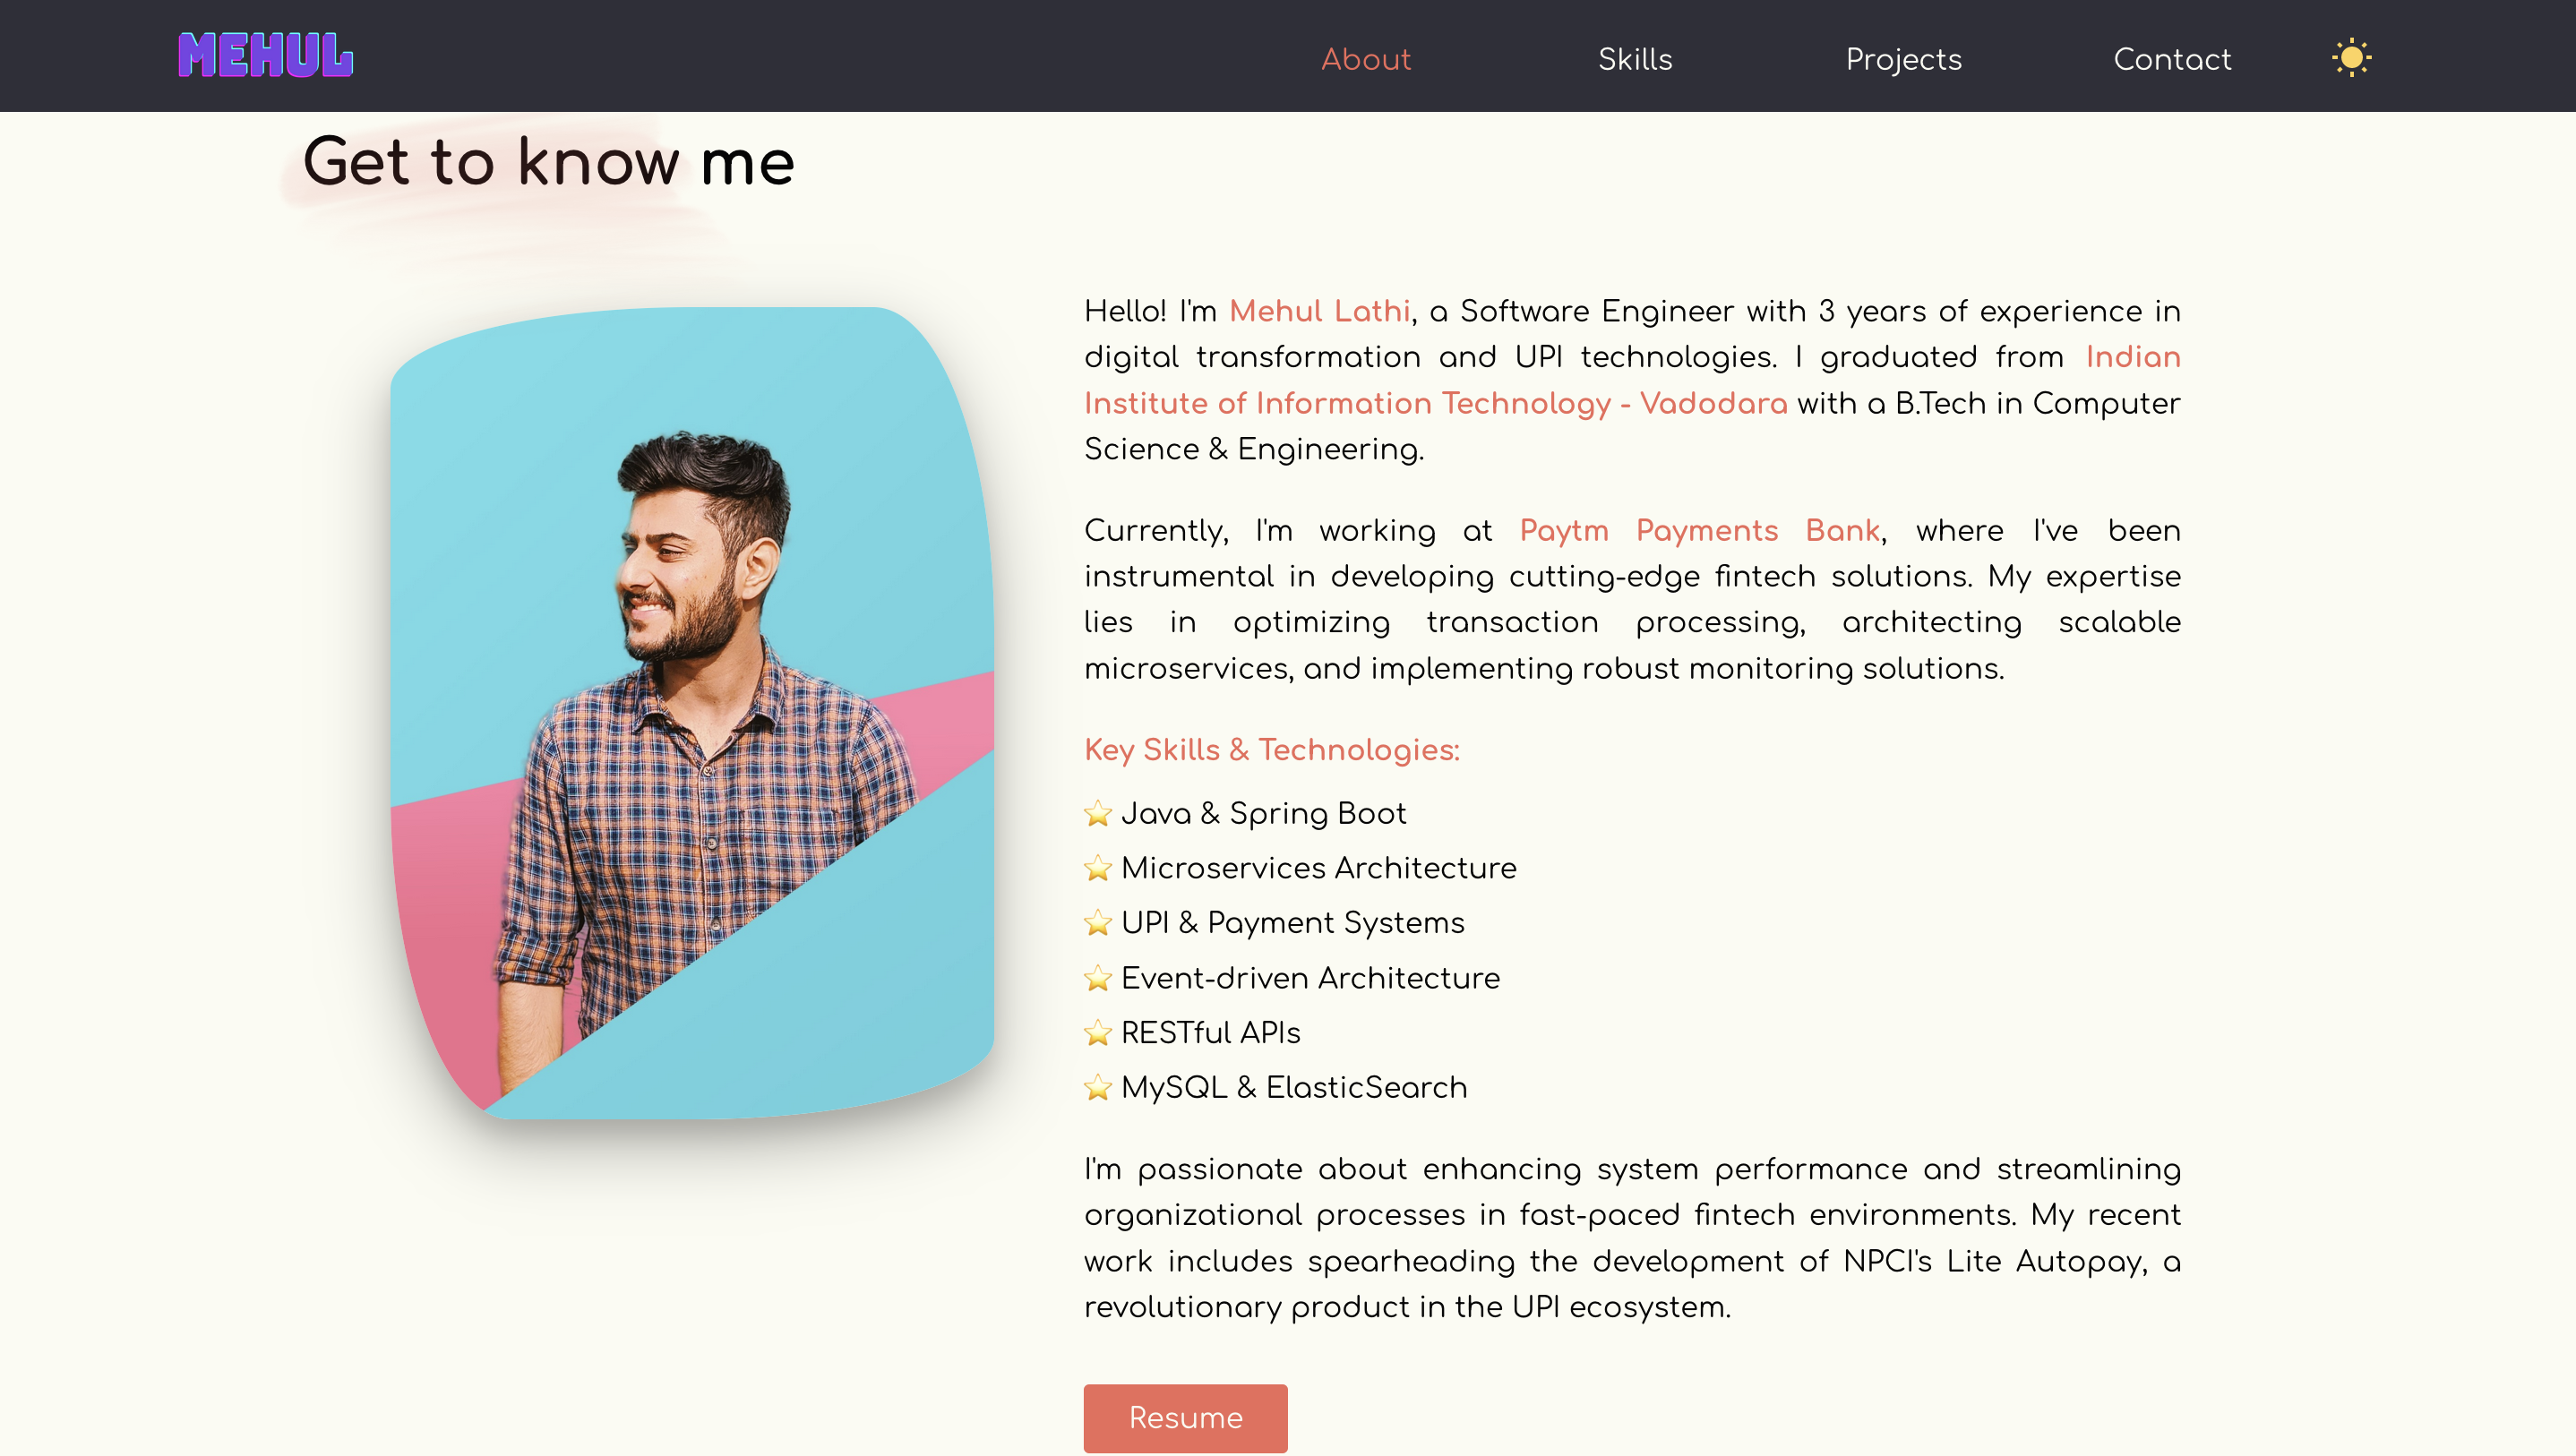 MEHUL
About Skills Projects Contact
Get to know me
Hello! I'm Mehul Lathi, a Software Engineer with 3 years of experience in
digital transformation and UPI technologies. I graduated from Indian
Institute of Information Technology - Vadodara with a B.Tech in Computer
Science & Engineering.
Currently, I'm working at Paytm Payments Bank, where I've been
instrumental in developing cutting-edge fintech solutions. My expertise
lies in optimizing transaction processing, architecting scalable
microservices, and implementing robust monitoring solutions.
Key Skills & Technologies:
⭐ Java & Spring Boot
⭐ Microservices Architecture
⭐ UPI & Payment Systems
⭐ Event-driven Architecture
⭐ RESTful APIs
⭐ MySQL & ElasticSearch
I'm passionate about enhancing system performance and streamlining
organizational processes in fast-paced fintech environments. My recent
work includes spearheading the development of NPCI's Lite Autopay, a
revolutionary product in the UPI ecosystem.
Resume